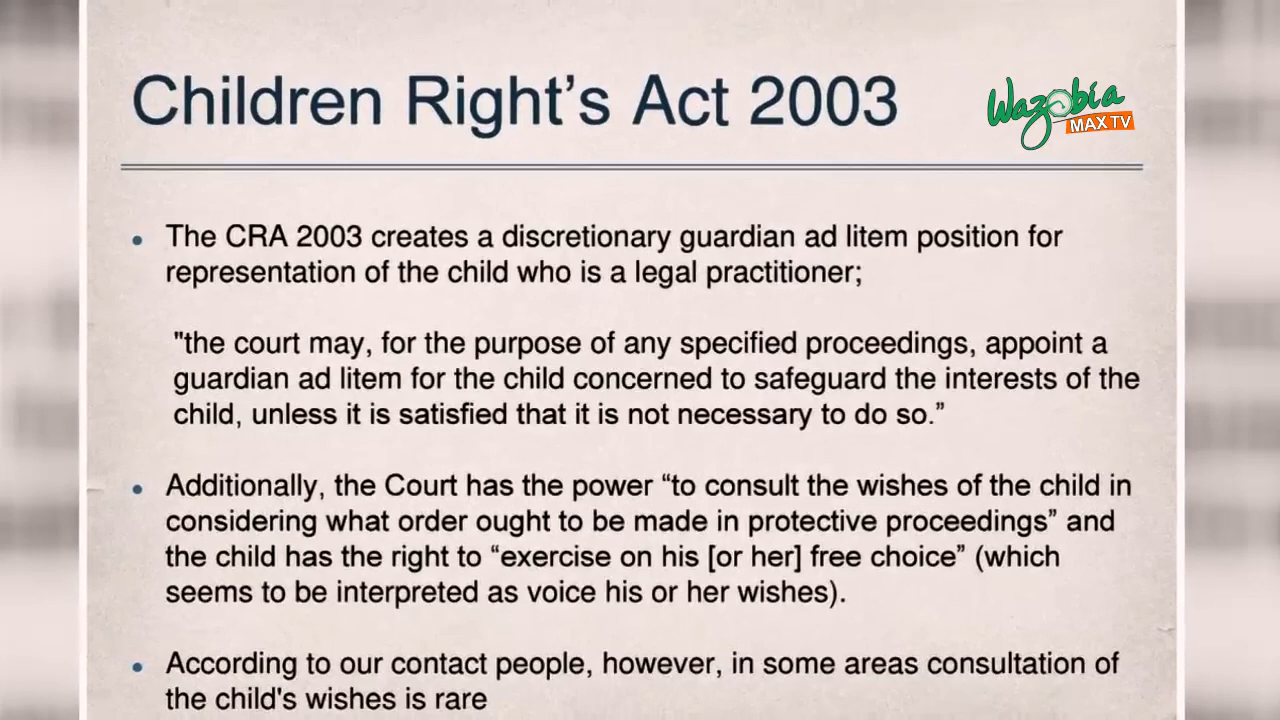 Children Right’s Act 2003
Wazobia
MAX TV
• The CRA 2003 creates a discretionary guardian ad litem position for
representation of the child who is a legal practitioner;
"the court may, for the purpose of any specified proceedings, appoint a
guardian ad litem for the child concerned to safeguard the interests of the
child, unless it is satisfied that it is not necessary to do so.”
• Additionally, the Court has the power “to consult the wishes of the child in
considering what order ought to be made in protective proceedings” and
the child has the right to “exercise on his [or her] free choice” (which
seems to be interpreted as voice his or her wishes).
• According to our contact people, however, in some areas consultation of
the child's wishes is rare